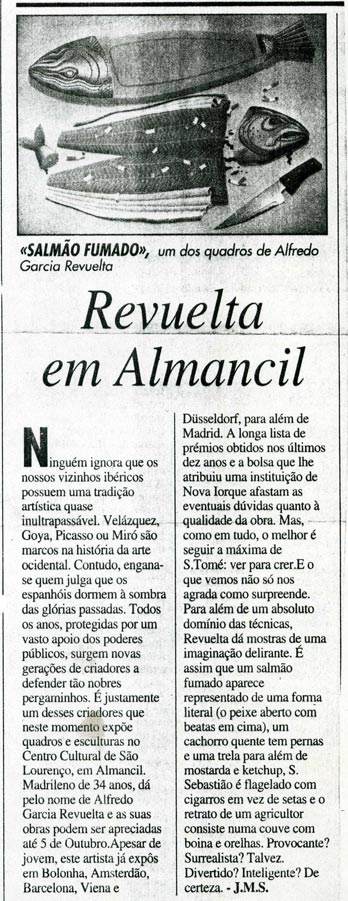 «SALMÃO FUMADO», um dos quadros de Alfredo
Garcia Revuelta
Revuelta
em Almancil
Ninguém ignora que os
nossos vizinhos ibéricos
possuem uma tradição
artística quase
inultrapassável. Velázquez,
Goya, Picasso ou Miró são
marcos na história da arte
ocidental. Contudo, engana-
se quem julga que os
espanhóis dormem à sombra
das glórias passadas. Todos
os anos, protegidas por um
vasto apoio dos poderes
públicos, surgem novas
gerações de criadores a
defender tão nobres
pergaminhos. É justamente
um desses criadores que
neste momento expõe
quadros e esculturas no
Centro Cultural de São
Lourenço, em Almancil.
Madrileno de 34 anos, dá
pelo nome de Alfredo
Garcia Revuelta e as suas
obras podem ser apreciadas
até 5 de Outubro.Apesar de
jovem, este artista já expôs
em Bolonha, Amsterdão,
Barcelona, Viena e
Düsseldorf, para além de
Madrid. A longa lista de
prémios obtidos nos últimos
dez anos e a bolsa que lhe
atribuiu uma instituição de
Nova Iorque afastam as
eventuais dúvidas quanto à
qualidade da obra. Mas,
como em tudo, o melhor é
seguir a máxima de
S.Tomé: ver para crer.E o
que vemos não só nos
agrada como surpreende.
Para além de um absoluto
domínio das técnicas,
Revuelta dá mostras de uma
imaginação delirante. É
assim que um salmão
fumado aparece
representado de uma forma
literal (o peixe aberto com
beatas em cima), um
cachorro quente tem pernas
e uma trela para além de
mostarda e ketchup, S.
Sebastião é flagelado com
cigarros em vez de setas e o
retrato de um agricultor
consiste numa couve com
boina e orelhas. Provocante?
Surrealista? Talvez.
Divertido? Inteligente? De
certeza. - J.M.S.